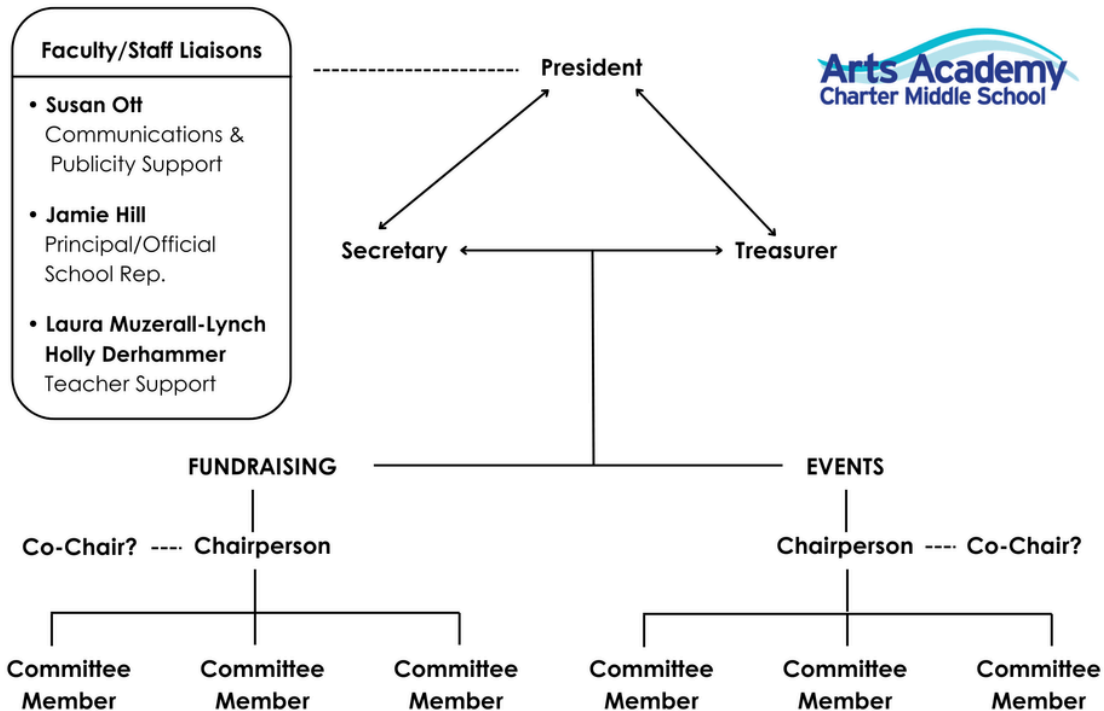 Faculty/Staff Liaisons
• Susan Ott
Communications &
Publicity Support
• Jamie Hill
Principal/Official
School Rep.
• Laura Muzerall-Lynch
Holly Derhammer
Teacher Support
President
Arts Academy
Charter Middle School
Secretary
Treasurer
FUNDRAISING
EVENTS
Co-Chair?
Chairperson
Chairperson
Co-Chair?
Committee
Member
Committee
Member
Committee
Member
Committee
Member
Committee
Member
Committee
Member